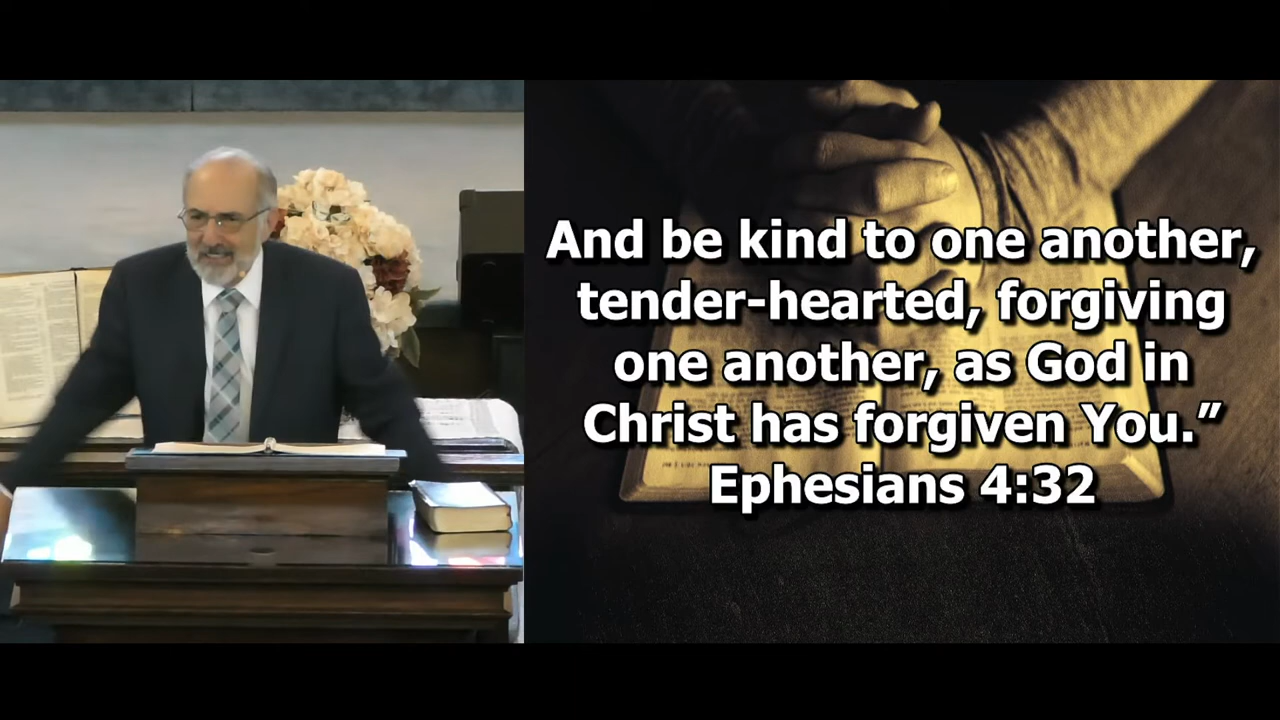 And be kind to one another,
tender-hearted, forgiving
one another, as God in
Christ has forgiven You.”
Ephesians 4:32